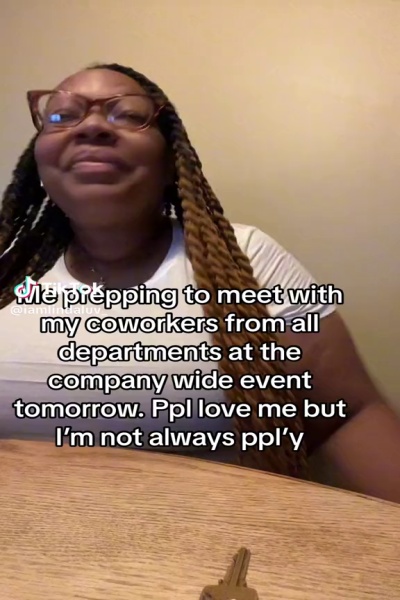 TikTok
@iamlindaluv
Me prepping to meet with
my coworkers from all
departments at the
company wide event
tomorrow. Ppl love me but
I'm not always ppl'y